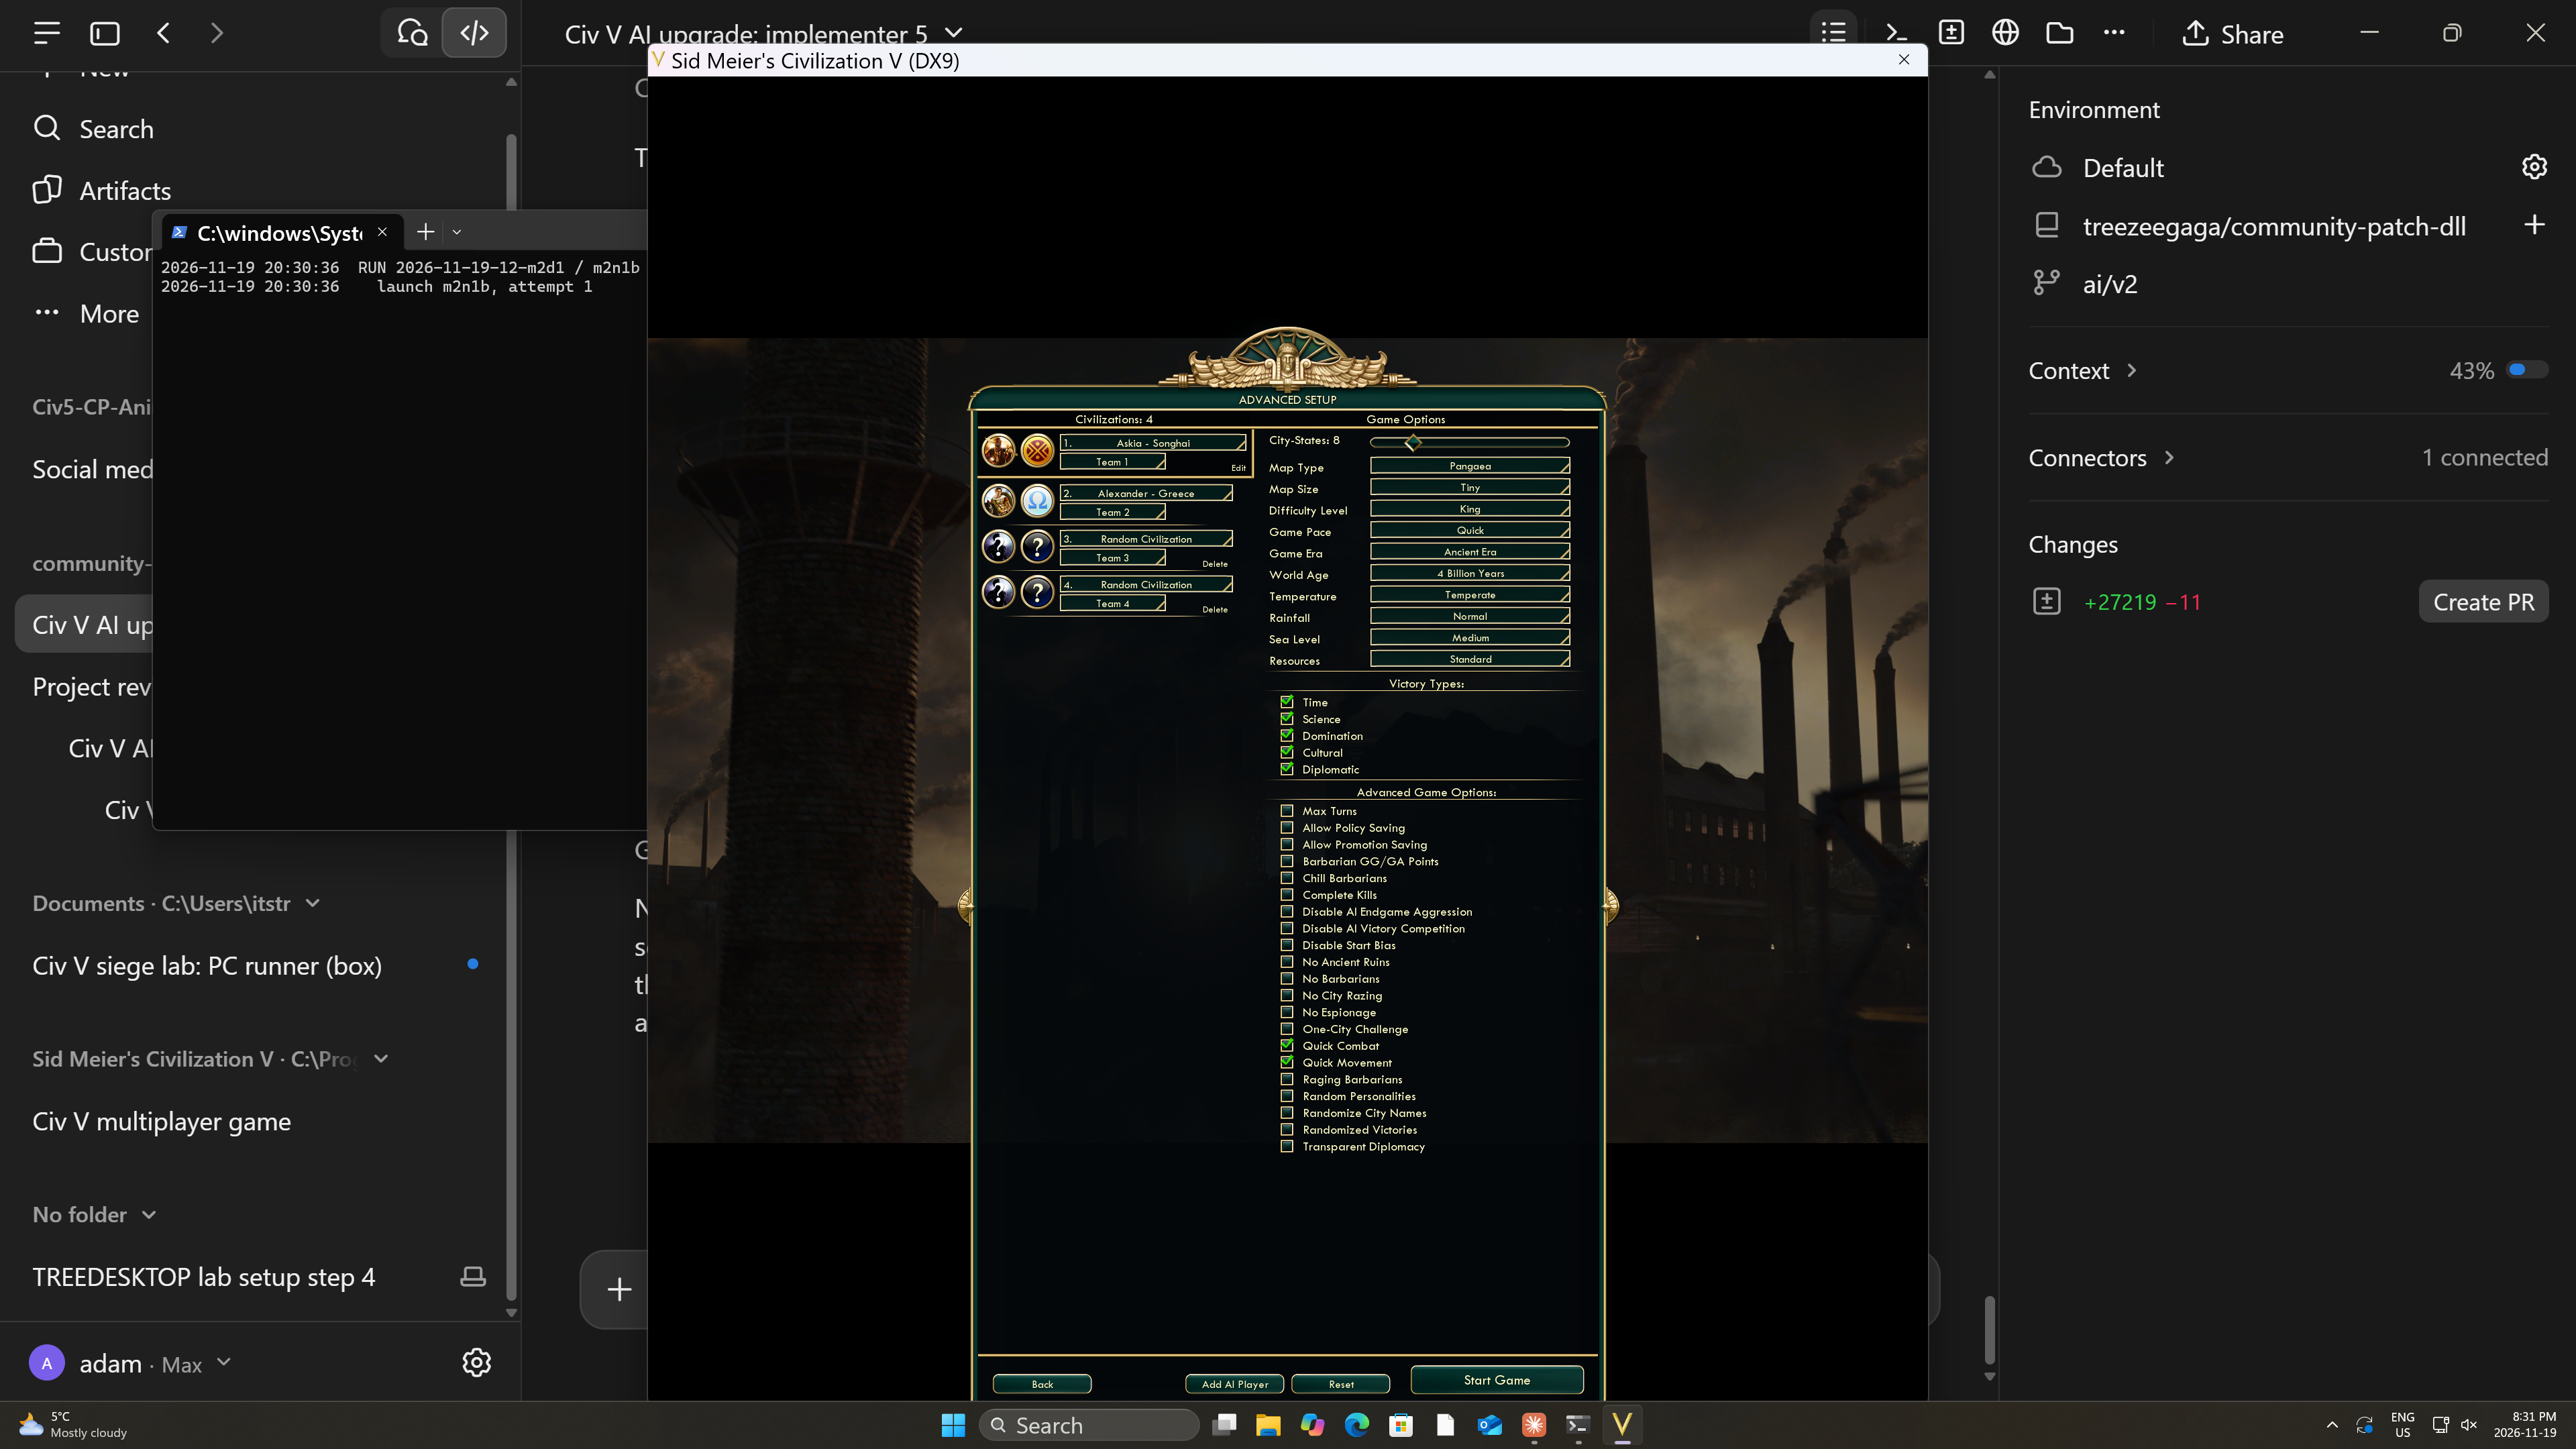 Civ V AI upgrade: implementer 5
Share
New
Search
Artifacts
Custor
More
Civ5-CP-Ani
Social med
community-
Civ V AI up
Project rev
Civ V AI
Civ V
Documents · C:\Users\itstr
Civ V siege lab: PC runner (box)
Sid Meier's Civilization V · C:\Pro
Civ V multiplayer game
No folder
TREEDESKTOP lab setup step 4
A
adam · Max
C:\windows\Syste
2026-11-19 20:30:36 RUN 2026-11-19-12-m2d1 / m2n1b
2026-11-19 20:30:36 launch m2n1b, attempt 1
Sid Meier's Civilization V (DX9)
ADVANCED SETUP
Civilizations: 4
1. Askia - Songhai
Team 1
Edit
2. Alexander - Greece
Team 2
3. Random Civilization
Team 3
Delete
4. Random Civilization
Team 4
Delete
Game Options
City-States: 8
Map Type Pangaea
Map Size Tiny
Difficulty Level King
Game Pace Quick
Game Era Ancient Era
World Age 4 Billion Years
Temperature Temperate
Rainfall Normal
Sea Level Medium
Resources Standard
Victory Types:
Time
Science
Domination
Cultural
Diplomatic
Advanced Game Options:
Max Turns
Allow Policy Saving
Allow Promotion Saving
Barbarian GG/GA Points
Chill Barbarians
Complete Kills
Disable AI Endgame Aggression
Disable AI Victory Competition
Disable Start Bias
No Ancient Ruins
No Barbarians
No City Razing
No Espionage
One-City Challenge
Quick Combat
Quick Movement
Raging Barbarians
Random Personalities
Randomize City Names
Randomized Victories
Transparent Diplomacy
Back
Add AI Player
Reset
Start Game
Environment
Default
treezeegaga/community-patch-dll
ai/v2
Context 43%
Connectors 1 connected
Changes
+27219 −11
Create PR
5°C
Mostly cloudy
Search
ENG
US
8:31 PM
2026-11-19